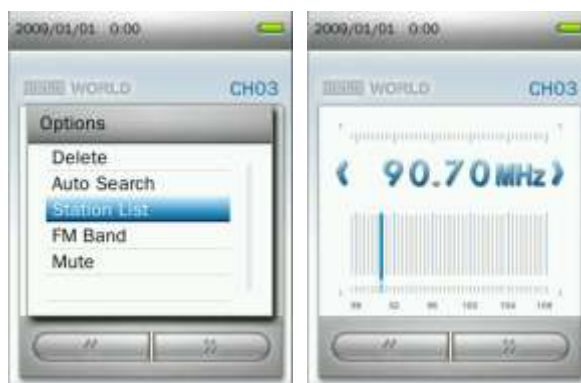 2009/01/01 0:00
WORLD CH03
Options
Delete
Auto Search
Station List
FM Band
Mute
2009/01/01 0:00
WORLD CH03
90.70MHz